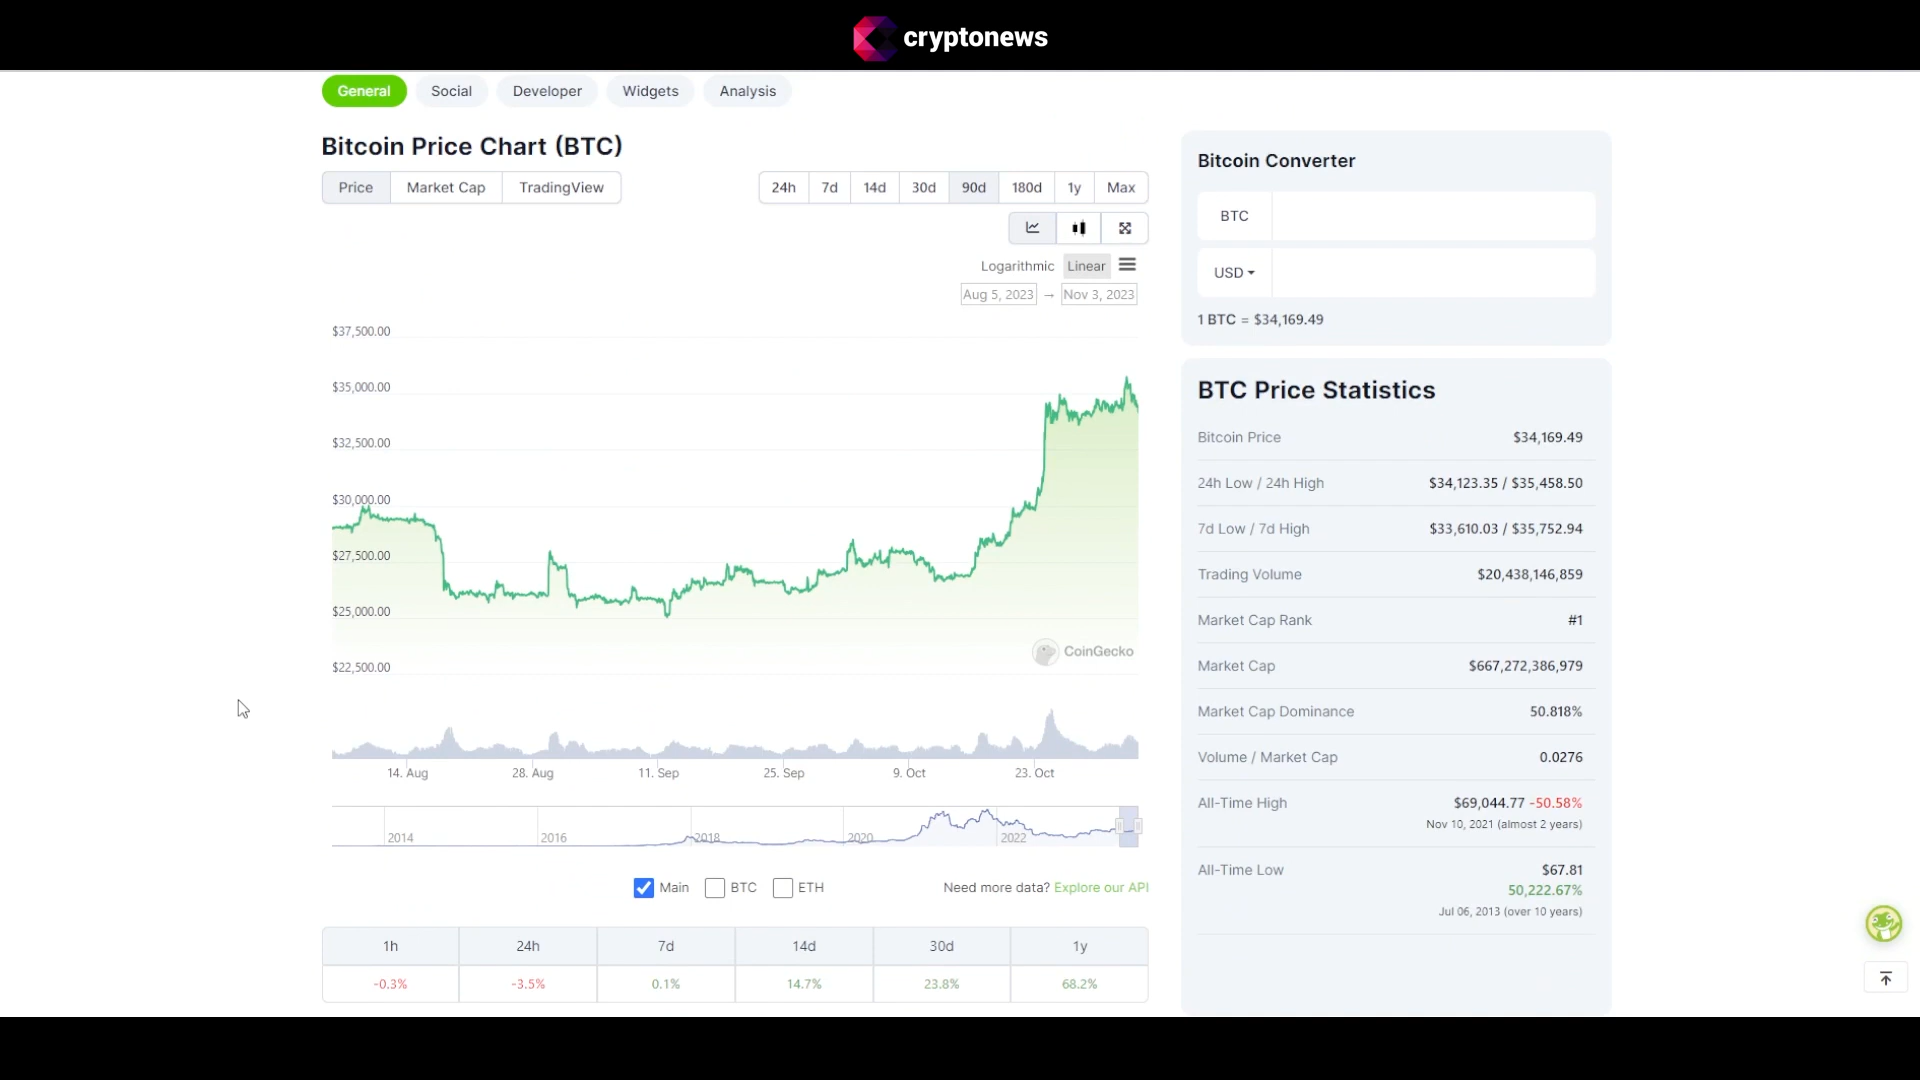 cryptonews
General Social Developer Widgets Analysis
Bitcoin Price Chart (BTC)
Price Market Cap TradingView 24h 7d 14d 30d 90d 180d 1y Max
Logarithmic Linear
Aug 5, 2023 → Nov 3, 2023
$37,500.00
$35,000.00
$32,500.00
$30,000.00
$27,500.00
$25,000.00
$22,500.00
CoinGecko
14. Aug 28. Aug 11. Sep 25. Sep 9. Oct 23. Oct
2014 2016 2018 2020 2022
Main BTC ETH Need more data? Explore our API
1h 24h 7d 14d 30d 1y
-0.3% -3.5% 0.1% 14.7% 23.8% 68.2%
Bitcoin Converter
BTC
USD
1 BTC = $34,169.49
BTC Price Statistics
Bitcoin Price $34,169.49
24h Low / 24h High $34,123.35 / $35,458.50
7d Low / 7d High $33,610.03 / $35,752.94
Trading Volume $20,438,146,859
Market Cap Rank #1
Market Cap $667,272,386,979
Market Cap Dominance 50.818%
Volume / Market Cap 0.0276
All-Time High $69,044.77 -50.58%
Nov 10, 2021 (almost 2 years)
All-Time Low $67.81
50,222.67%
Jul 06, 2013 (over 10 years)